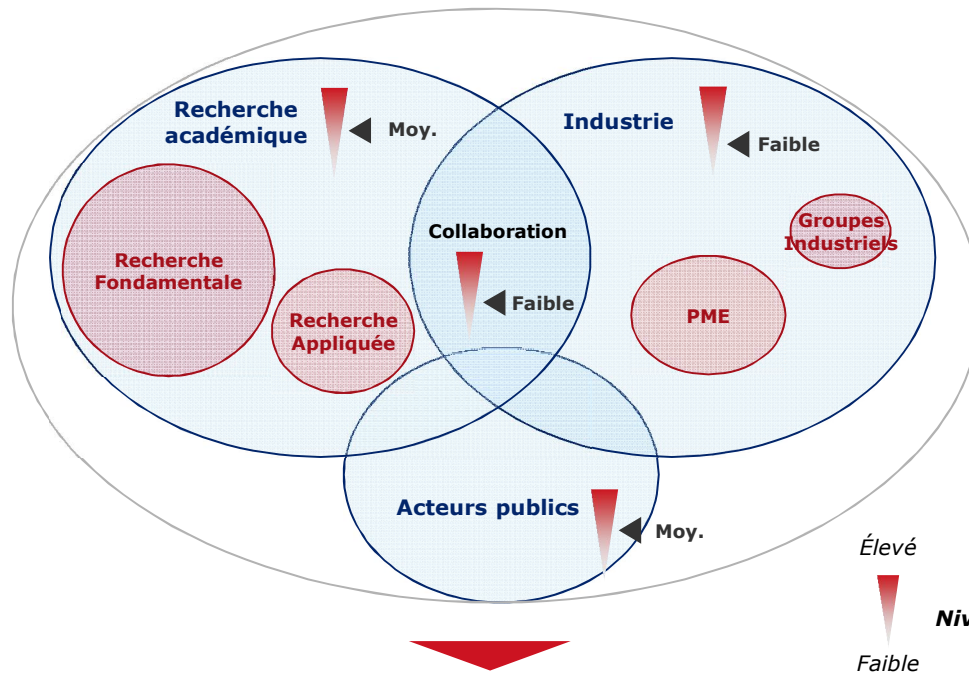 Recherche
académique
Moy.
Industrie
Faible
Groupes
Industriels
Collaboration
Recherche
Fondamentale
Faible
PME
Recherche
Appliquée
Acteurs publics
Moy.
Élevé
Niv
Faible